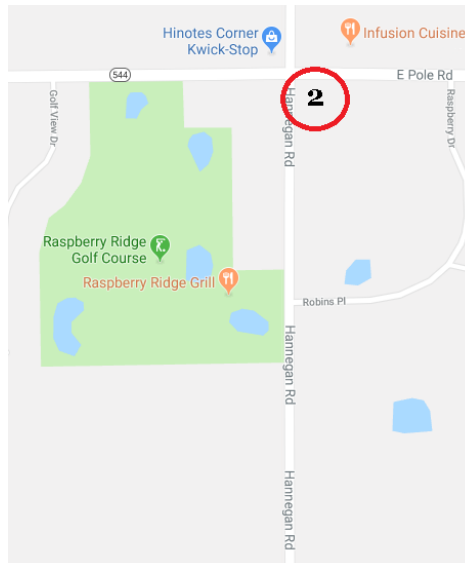 Hinotes Corner
Kwick-Stop
Infusion Cuisine
544
E Pole Rd
Golf View Dr
Hannegan Rd
2
Raspberry Dr
Raspberry Ridge
Golf Course
Raspberry Ridge Grill
Robins Pl
Hannegan Rd
Hannegan Rd